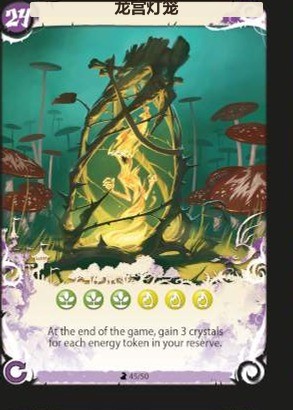 24
龙宫灯笼
At the end of the game, gain 3 crystals
for each energy token in your reserve.
45/50